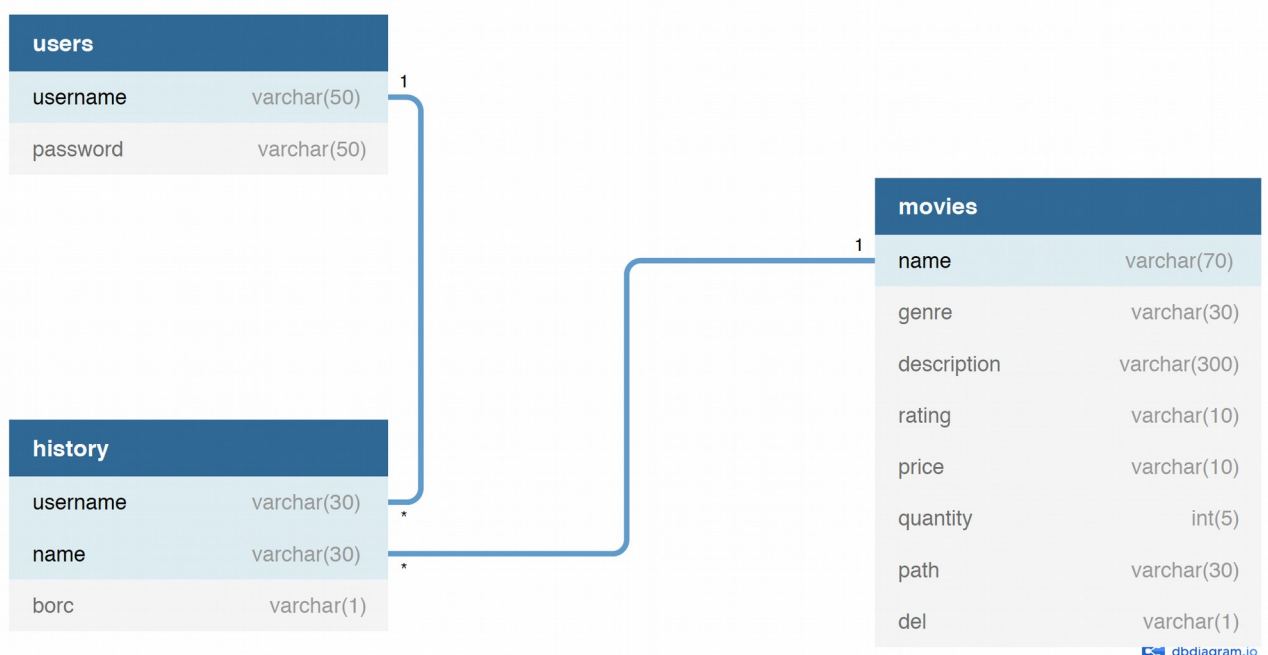 users
1
username varchar(50)
password varchar(50)
movies
1
name varchar(70)
genre varchar(30)
description varchar(300)
rating varchar(10)
price varchar(10)
quantity int(5)
path varchar(30)
del varchar(1)
history
username varchar(30)
*
name varchar(30)
*
borc varchar(1)
dbdiagram.io